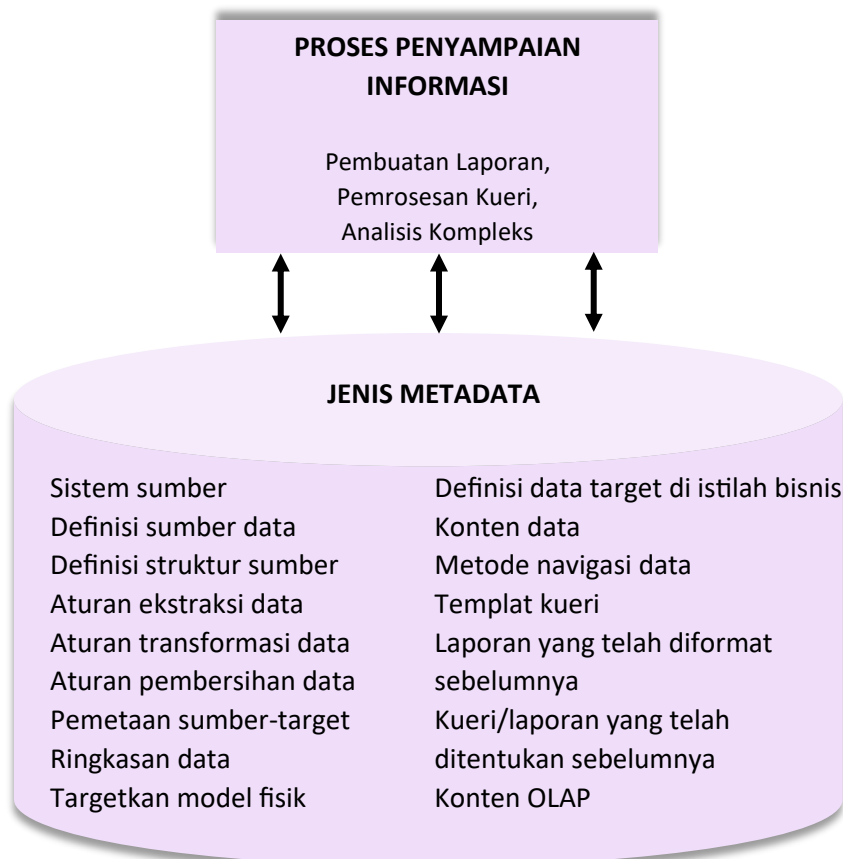 PROSES PENYAMPAIAN
INFORMASI
Pembuatan Laporan,
Pemrosesan Kueri,
Analisis Kompleks
JENIS METADATA
Sistem sumber
Definisi sumber data
Definisi struktur sumber
Aturan ekstraksi data
Aturan transformasi data
Aturan pembersihan data
Pemetaan sumber-target
Ringkasan data
Targetkan model fisik
Definisi data target di istilah bisnis
Konten data
Metode navigasi data
Templat kueri
Laporan yang telah diformat
sebelumnya
Kueri/laporan yang telah
ditentukan sebelumnya
Konten OLAP